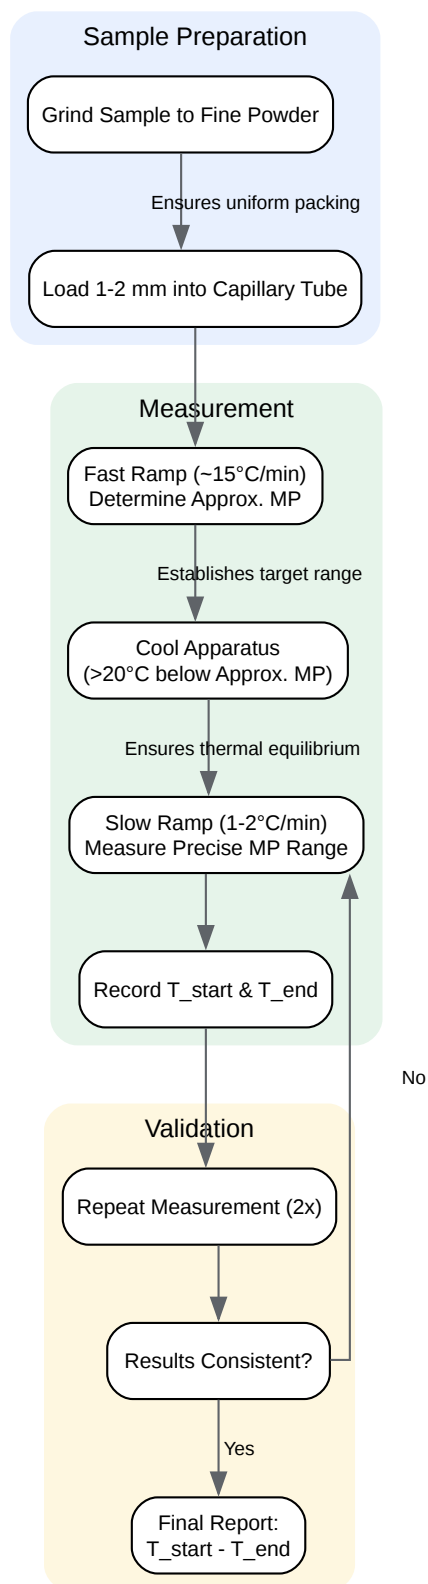 Sample Preparation
Grind Sample to Fine Powder
Ensures uniform packing
Load 1-2 mm into Capillary Tube
Measurement
Fast Ramp (~15°C/min)
Determine Approx. MP
Establishes target range
Cool Apparatus
(>20°C below Approx. MP)
Ensures thermal equilibrium
Slow Ramp (1-2°C/min)
Measure Precise MP Range
Record T_start & T_end
No
Validation
Repeat Measurement (2x)
Results Consistent?
Yes
Final Report:
T_start - T_end